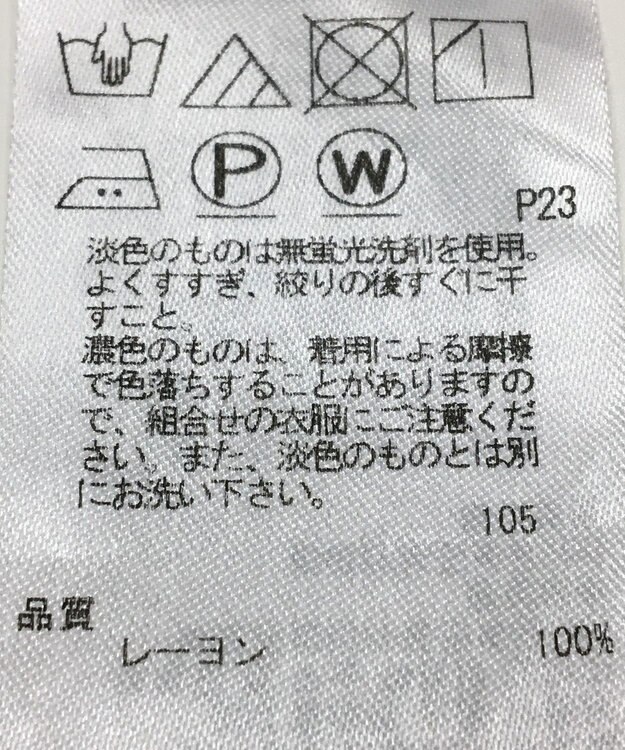 P
W
P23
淡色のものは無蛍光洗剤を使用。
よくすすぎ、絞りの後すぐに干
すこと。
濃色のものは、着用による摩擦
で色落ちすることがありますの
で、組合せの衣服にご注意くだ
さい。また、淡色のものとは別
にお洗い下さい。
105
品質
レーヨン 100%